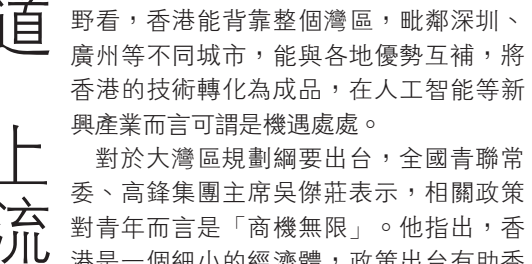 道
上
流
野看，香港能背靠整個灣區，毗鄰深圳、
廣州等不同城市，能與各地優勢互補，將
香港的技術轉化為成品，在人工智能等新
興產業而言可謂是機遇處處。
對於大灣區規劃綱要出台，全國青聯常
委、高鋒集團主席吳傑莊表示，相關政策
對青年而言是「商機無限」。他指出，香
港是一個細小的經濟體，政策出台有助香